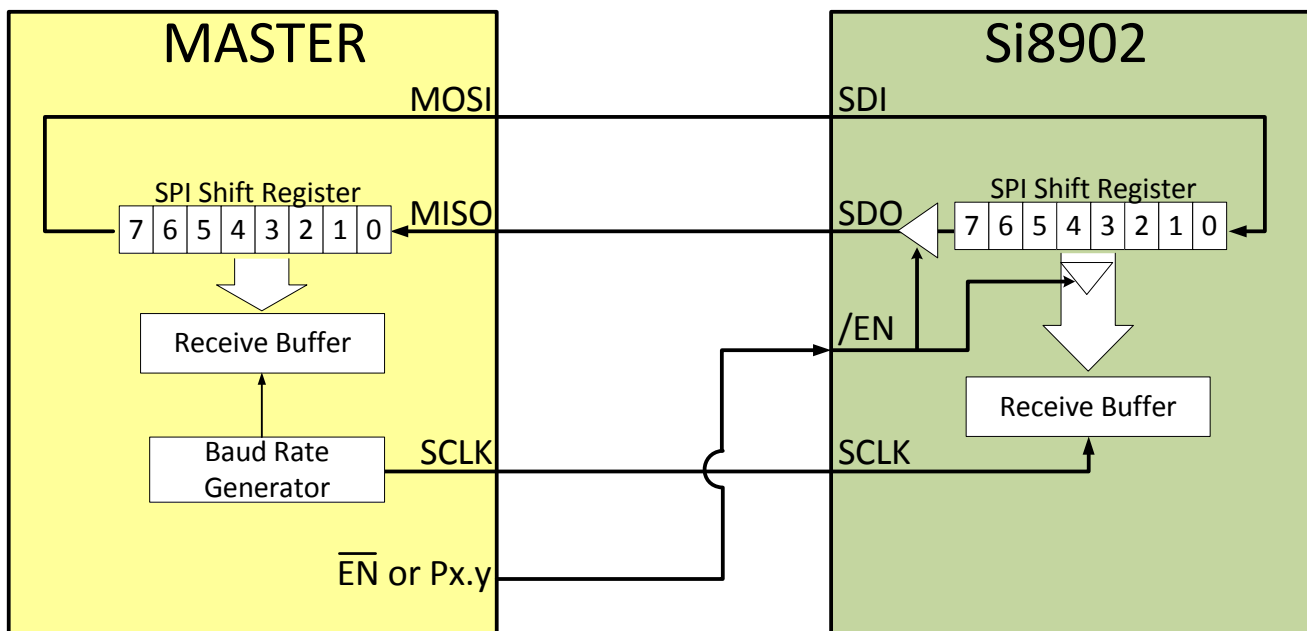 MASTER
MOSI
SPI Shift Register
7 6 5 4 3 2 1 0
MISO
Receive Buffer
Baud Rate
Generator
SCLK
E̅N̅ or Px.y
Si8902
SDI
SPI Shift Register
SDO
7 6 5 4 3 2 1 0
/EN
Receive Buffer
SCLK